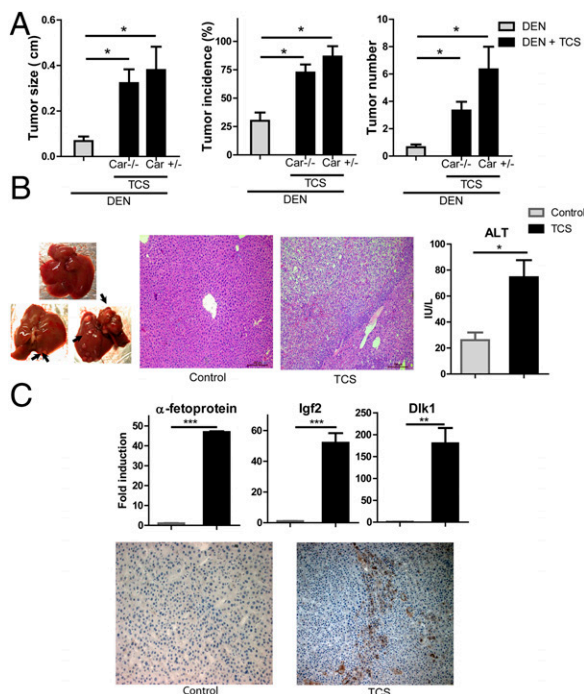 A
Tumor size ( cm)
0.6
0.4
0.2
0.0
*
*
Car-/-
Car +/-
TCS
DEN
Tumor incidence (%)
100
75
50
25
0
*
*
Car-/-
Car +/-
TCS
DEN
Tumor number
10
8
6
4
2
0
*
*
Car-/-
Car +/-
TCS
DEN
DEN
DEN + TCS
B
Control
TCS
Control
TCS
ALT
IU/L
100
80
60
40
20
0
*
C
α-fetoprotein
Fold induction
50
40
30
20
10
0
***
Igf2
60
40
20
0
***
Dlk1
250
200
150
100
50
0
**
Control
TCS